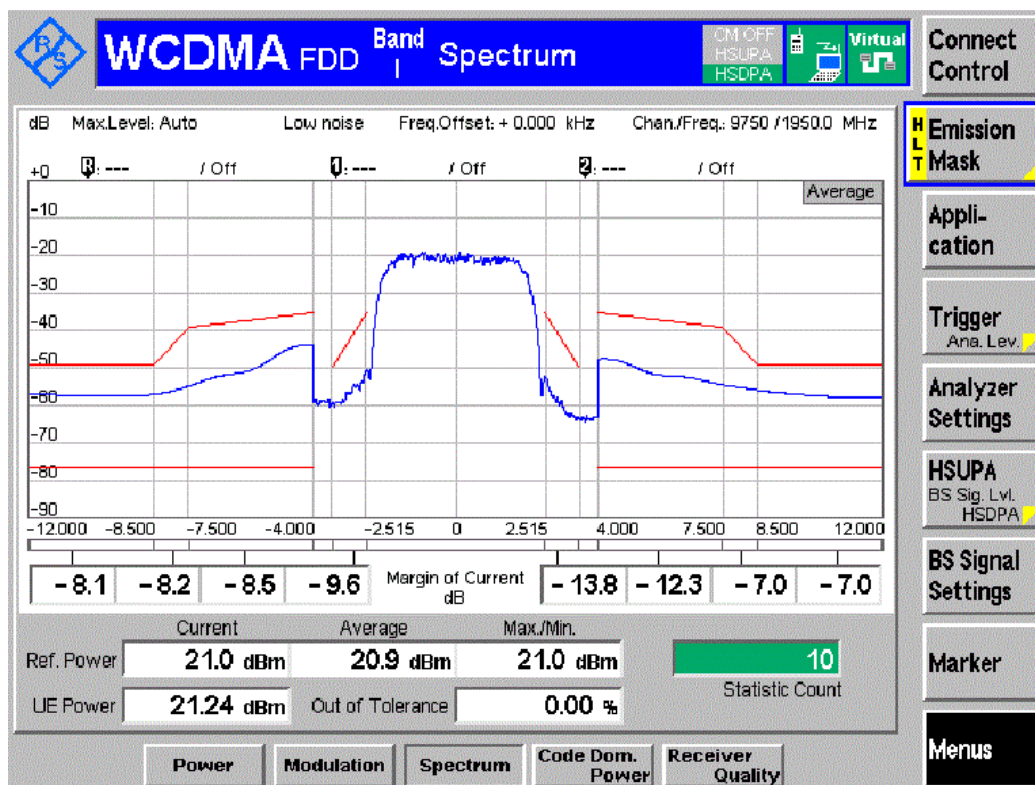 R&S
WCDMA FDD Band I Spectrum
CM OFF
HSUPA
HSDPA
Virtual
Connect Control
dB Max.Level: Auto Low noise Freq.Offset: + 0.000 kHz Chan./Freq.: 9750 /1950.0 MHz
H
L
T
Emission
Mask
R: --- / Off 1: --- / Off 2: --- / Off
Average
+0
-10
-20
-30
-40
-50
-60
-70
-80
-90
-12.000 -8.500 -7.500 -4.000 -2.515 0 2.515 4.000 7.500 8.500 12.000
-8.1 -8.2 -8.5 -9.6 Margin of Current -13.8 -12.3 -7.0 -7.0
dB
Current Average Max./Min.
Ref. Power 21.0 dBm 20.9 dBm 21.0 dBm 10
Statistic Count
UE Power 21.24 dBm Out of Tolerance 0.00 %
Appli-
cation
Trigger
Ana. Lev.
Analyzer
Settings
HSUPA
BS Sig. Lvl.
HSDPA
BS Signal
Settings
Marker
Menus
Power
Modulation
Spectrum
Code Dom.
Power
Receiver
Quality